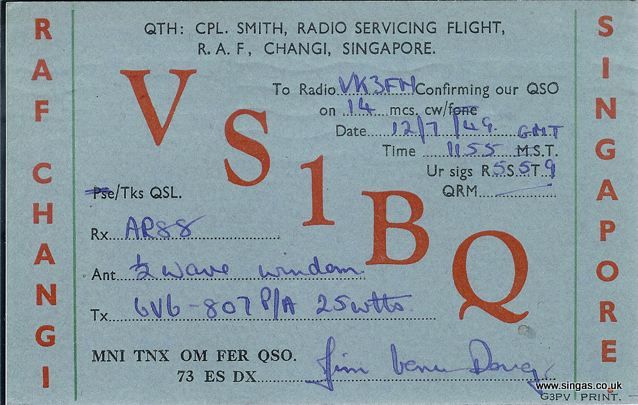 RAF CHANGI
QTH: CPL. SMITH, RADIO SERVICING FLIGHT,
R. A. F, CHANGI, SINGAPORE.
VS1BQ
To Radio VK3FN Confirming our QSO
on 14 mcs. cw/fone
Date 12/7/49 GMT
Time 1155 M.S.T.
Ur sigs R.5.S.5.T.9
QRM
Pse/Tks QSL.
Rx AR88
Ant ½ wave windom
Tx 6V6-807 P/A 25 wtts
MNI TNX OM FER QSO.
73 ES DX Jim
SINGAPORE.
www.singas.co.uk
G3PV PRINT.